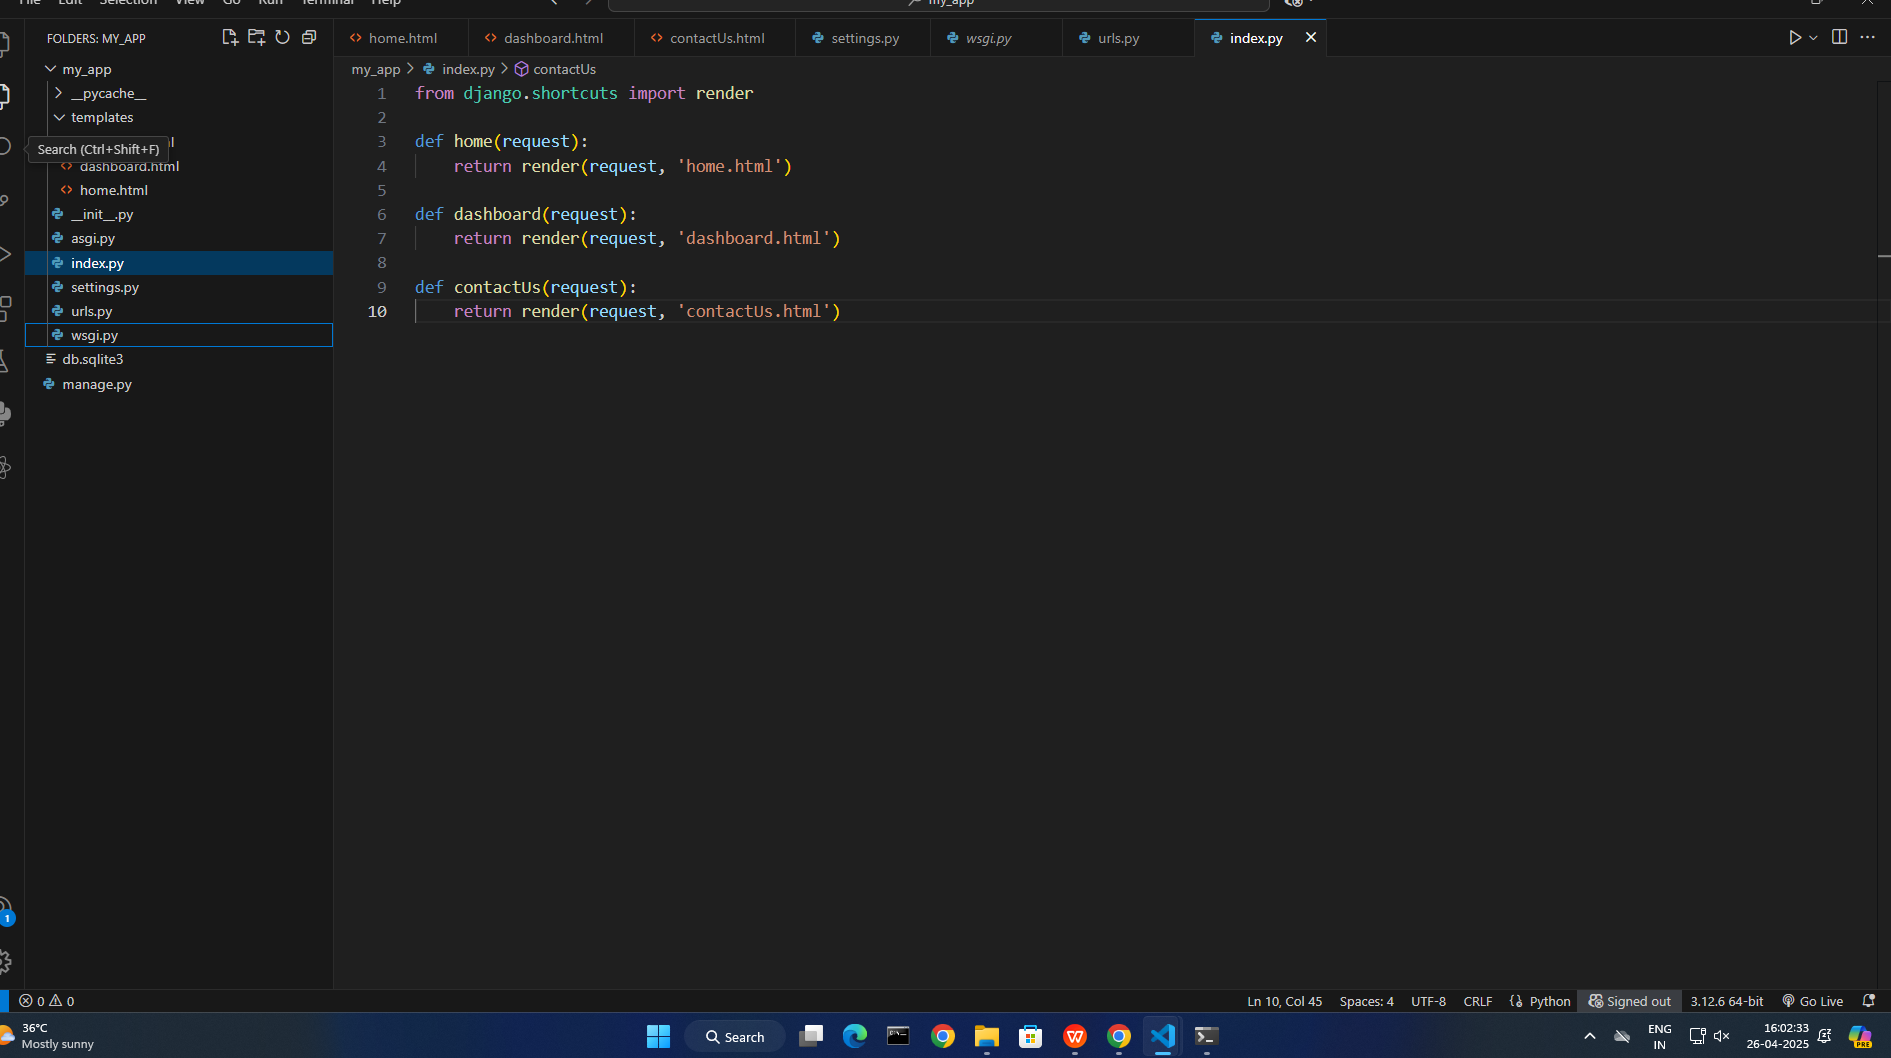 File Edit Selection View Go Run Terminal Help
my_app
FOLDERS: MY_APP
my_app
__pycache__
templates
Search (Ctrl+Shift+F)
dashboard.html
home.html
__init__.py
asgi.py
index.py
settings.py
urls.py
wsgi.py
db.sqlite3
manage.py
home.html
dashboard.html
contactUs.html
settings.py
wsgi.py
urls.py
index.py
my_app > index.py > contactUs
1 from django.shortcuts import render
2
3 def home(request):
4 return render(request, 'home.html')
5
6 def dashboard(request):
7 return render(request, 'dashboard.html')
8
9 def contactUs(request):
10 return render(request, 'contactUs.html')
1
0 0
Ln 10, Col 45 Spaces: 4 UTF-8 CRLF Python Signed out 3.12.6 64-bit Go Live
36°C
Mostly sunny
Search
ENG
IN
16:02:33
26-04-2025
PRE